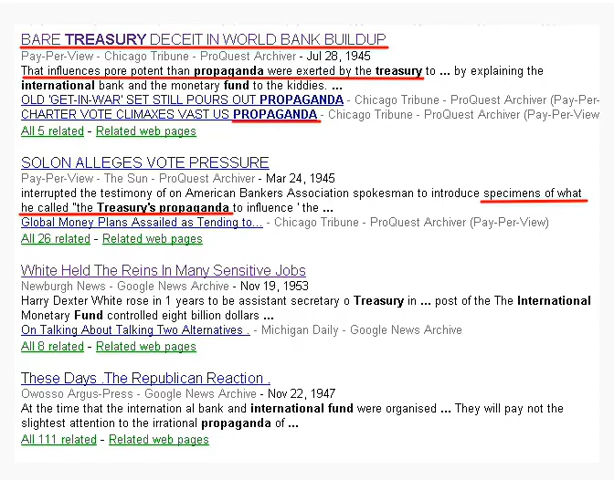 BARE TREASURY DECEIT IN WORLD BANK BUILDUP
Pay-Per-View - Chicago Tribune - ProQuest Archiver - Jul 28, 1945
That influences pore potent than propaganda were exerted by the treasury to ... by explaining the
international bank and the monetary fund to the kiddies. ...
OLD 'GET-IN-WAR' SET STILL POURS OUT PROPAGANDA - Chicago Tribune - ProQuest Archiver (Pay-Per-
CHARTER VOTE CLIMAXES VAST US PROPAGANDA - Chicago Tribune - ProQuest Archiver (Pay-Per-View
All 5 related - Related web pages
SOLON ALLEGES VOTE PRESSURE
Pay-Per-View - The Sun - ProQuest Archiver - Mar 24, 1945
interrupted the testimony of on American Bankers Association spokesman to introduce specimens of what
he called "the Treasury's propaganda to influence ' the ...
Global Money Plans Assailed as Tending to... - Chicago Tribune - ProQuest Archiver (Pay-Per-View)
All 26 related - Related web pages
White Held The Reins In Many Sensitive Jobs
Newburgh News - Google News Archive - Nov 19, 1953
Harry Dexter White rose in 1 years to be assistant secretary o Treasury in ... post of the The International
Monetary Fund controlled eight billion dollars ...
On Talking About Talking Two Alternatives . - Michigan Daily - Google News Archive
All 8 related - Related web pages
These Days .The Republican Reaction .
Owosso Argus-Press - Google News Archive - Nov 22, 1947
At the time that the internation al bank and international fund were organised ... They will pay not the
slightest attention to the irrational propaganda of ...
All 111 related - Related web pages